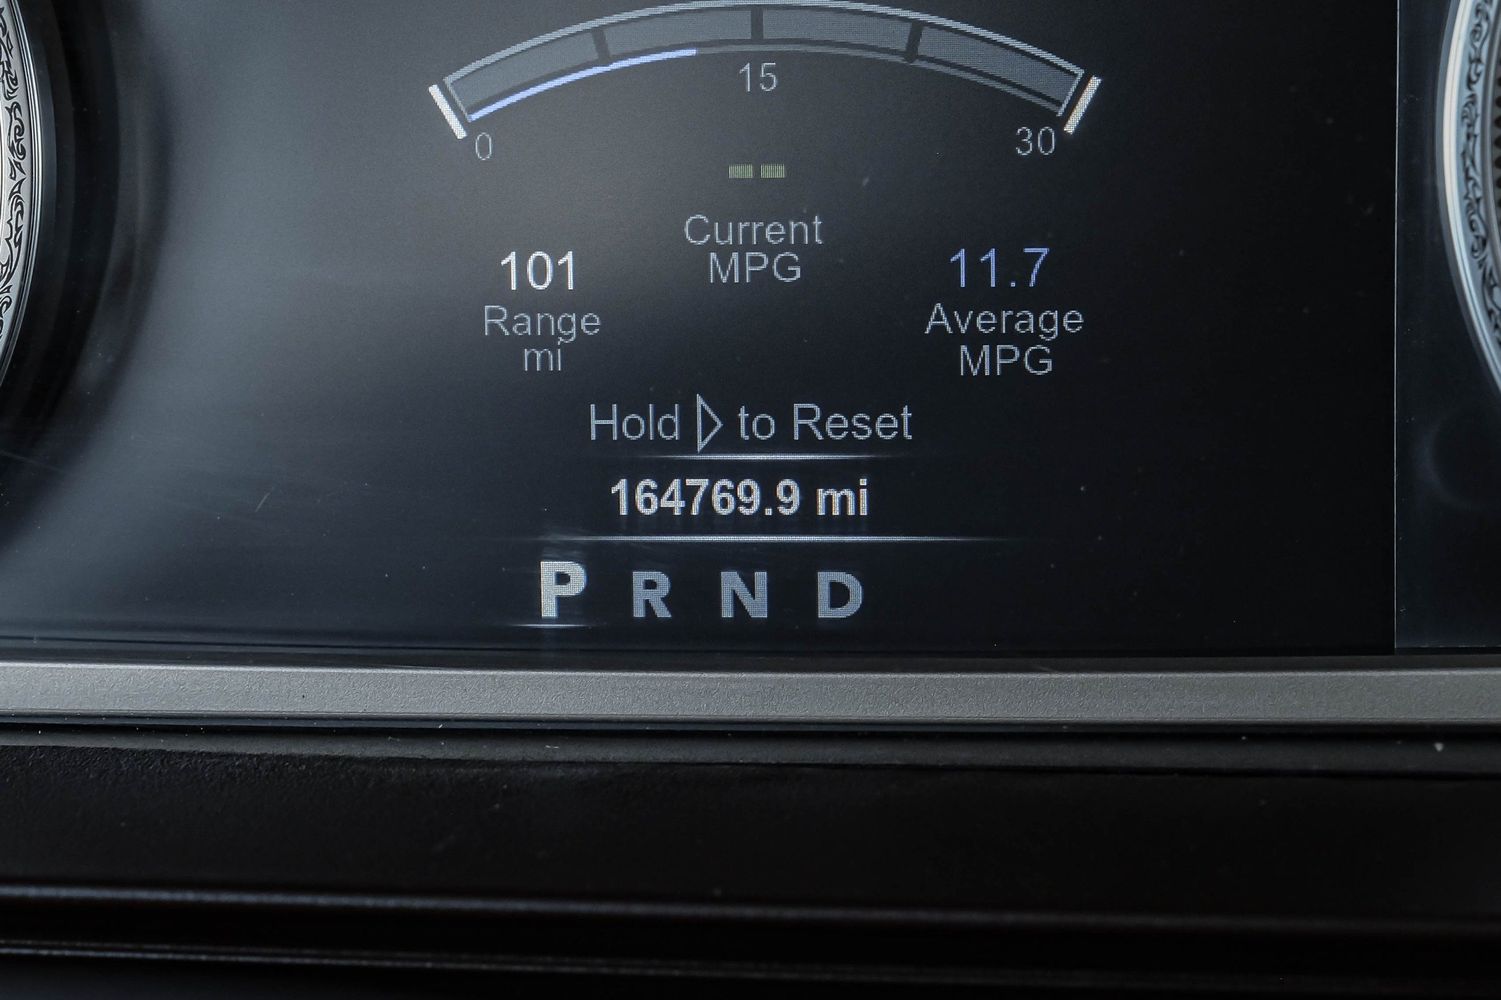 15
0
30
--
Current
MPG
101
Range
mi
11.7
Average
MPG
Hold ▷ to Reset
164769.9 mi
P R N D